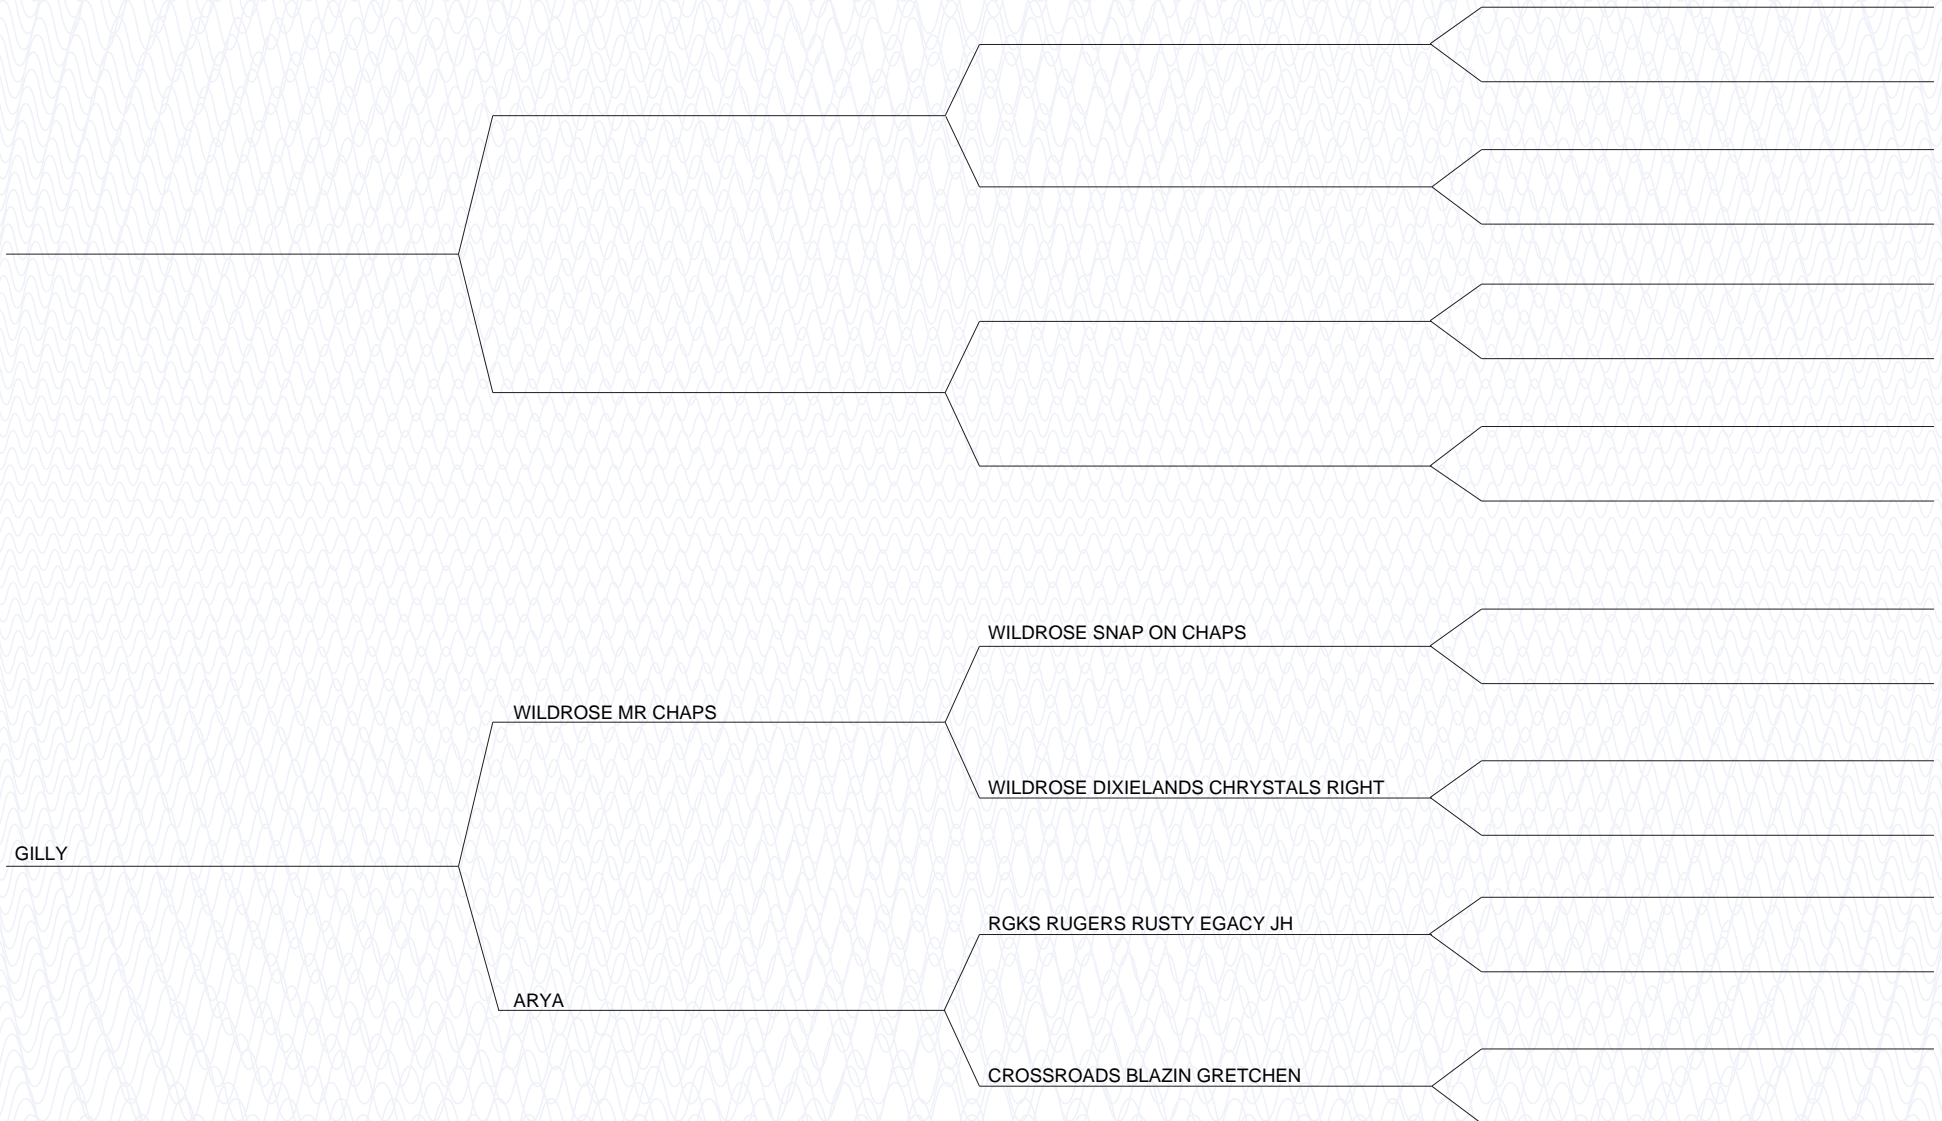 WILDROSE SNAP ON CHAPS
WILDROSE MR CHAPS
WILDROSE DIXIELANDS CHRYSTALS RIGHT
GILLY
RGKS RUGERS RUSTY EGACY JH
ARYA
CROSSROADS BLAZIN GRETCHEN